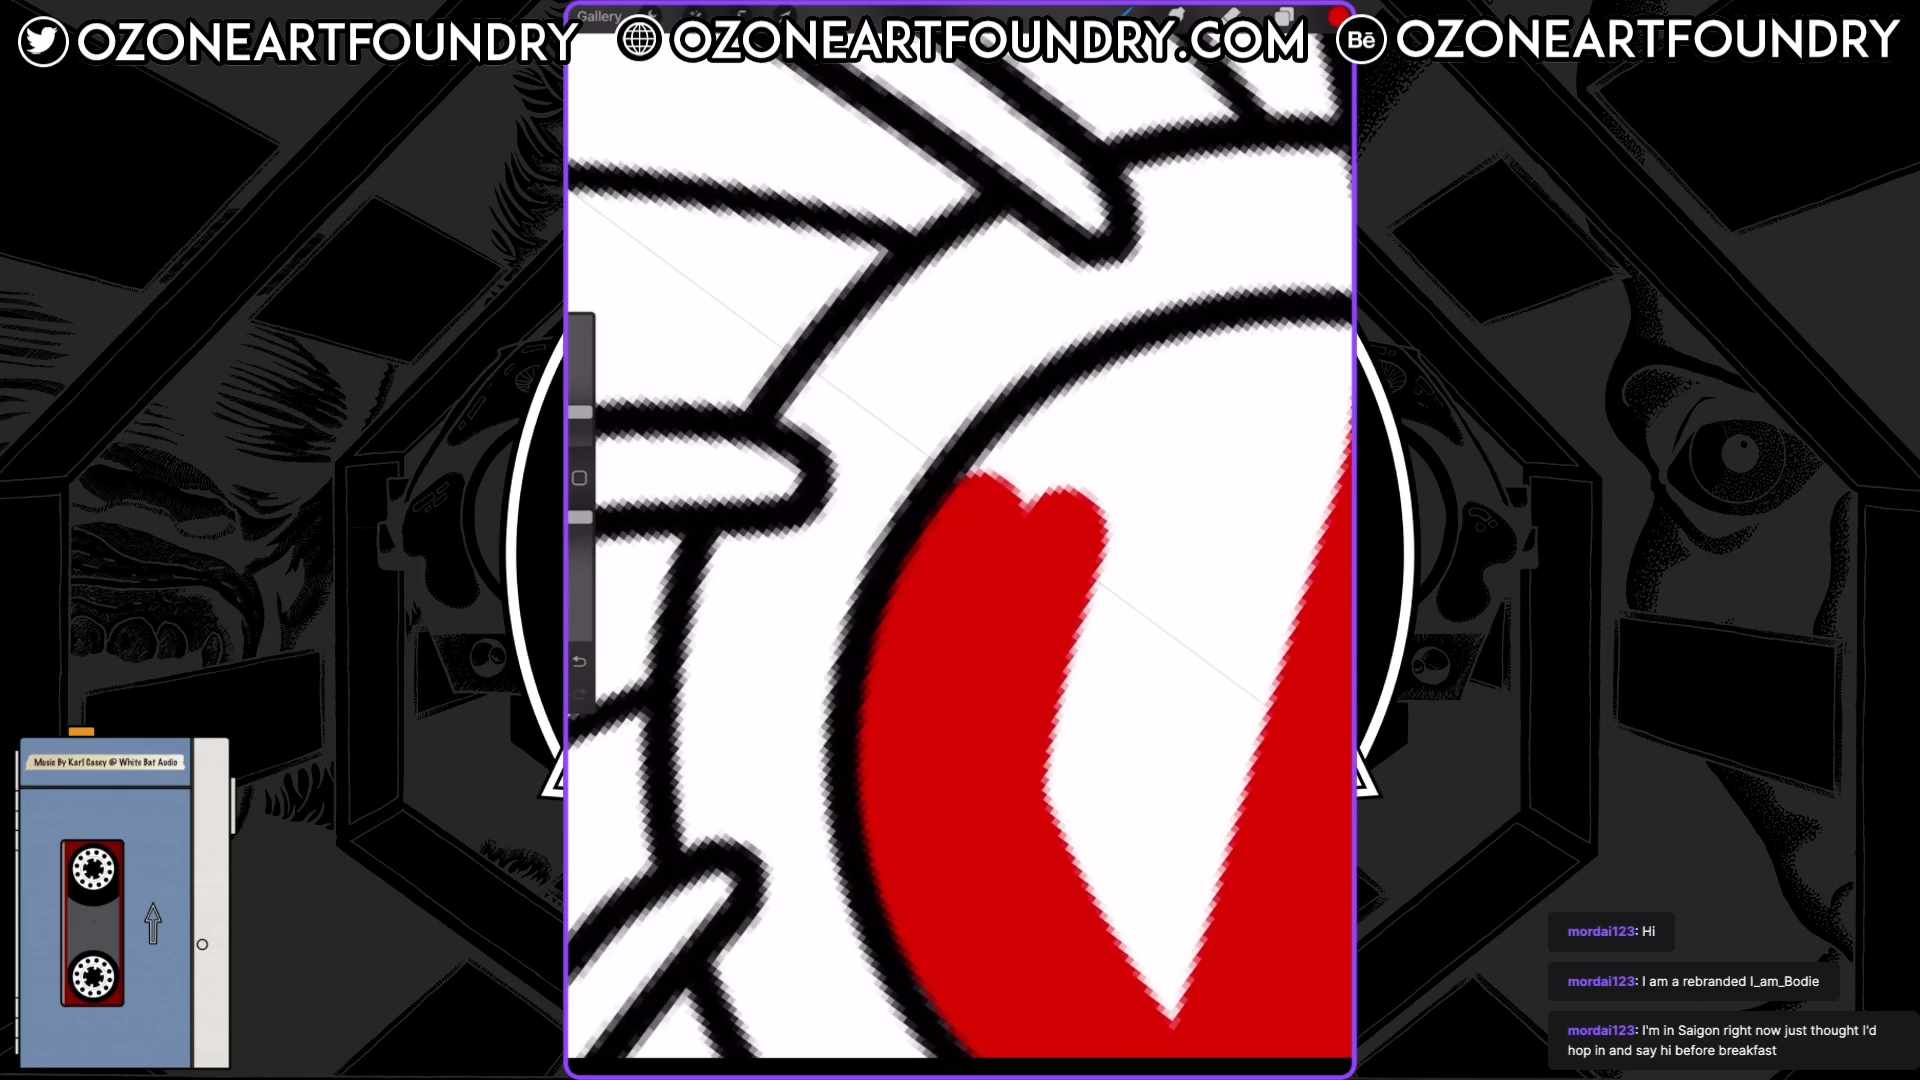 OZONEARTFOUNDRY
OZONEARTFOUNDRY.COM
Bē OZONEARTFOUNDRY
Gallery
Music By Karl Casey @ White Bat Audio
mordai123: Hi
mordai123: I am a rebranded I_am_Bodie
mordai123: I'm in Saigon right now just thought I'd
hop in and say hi before breakfast